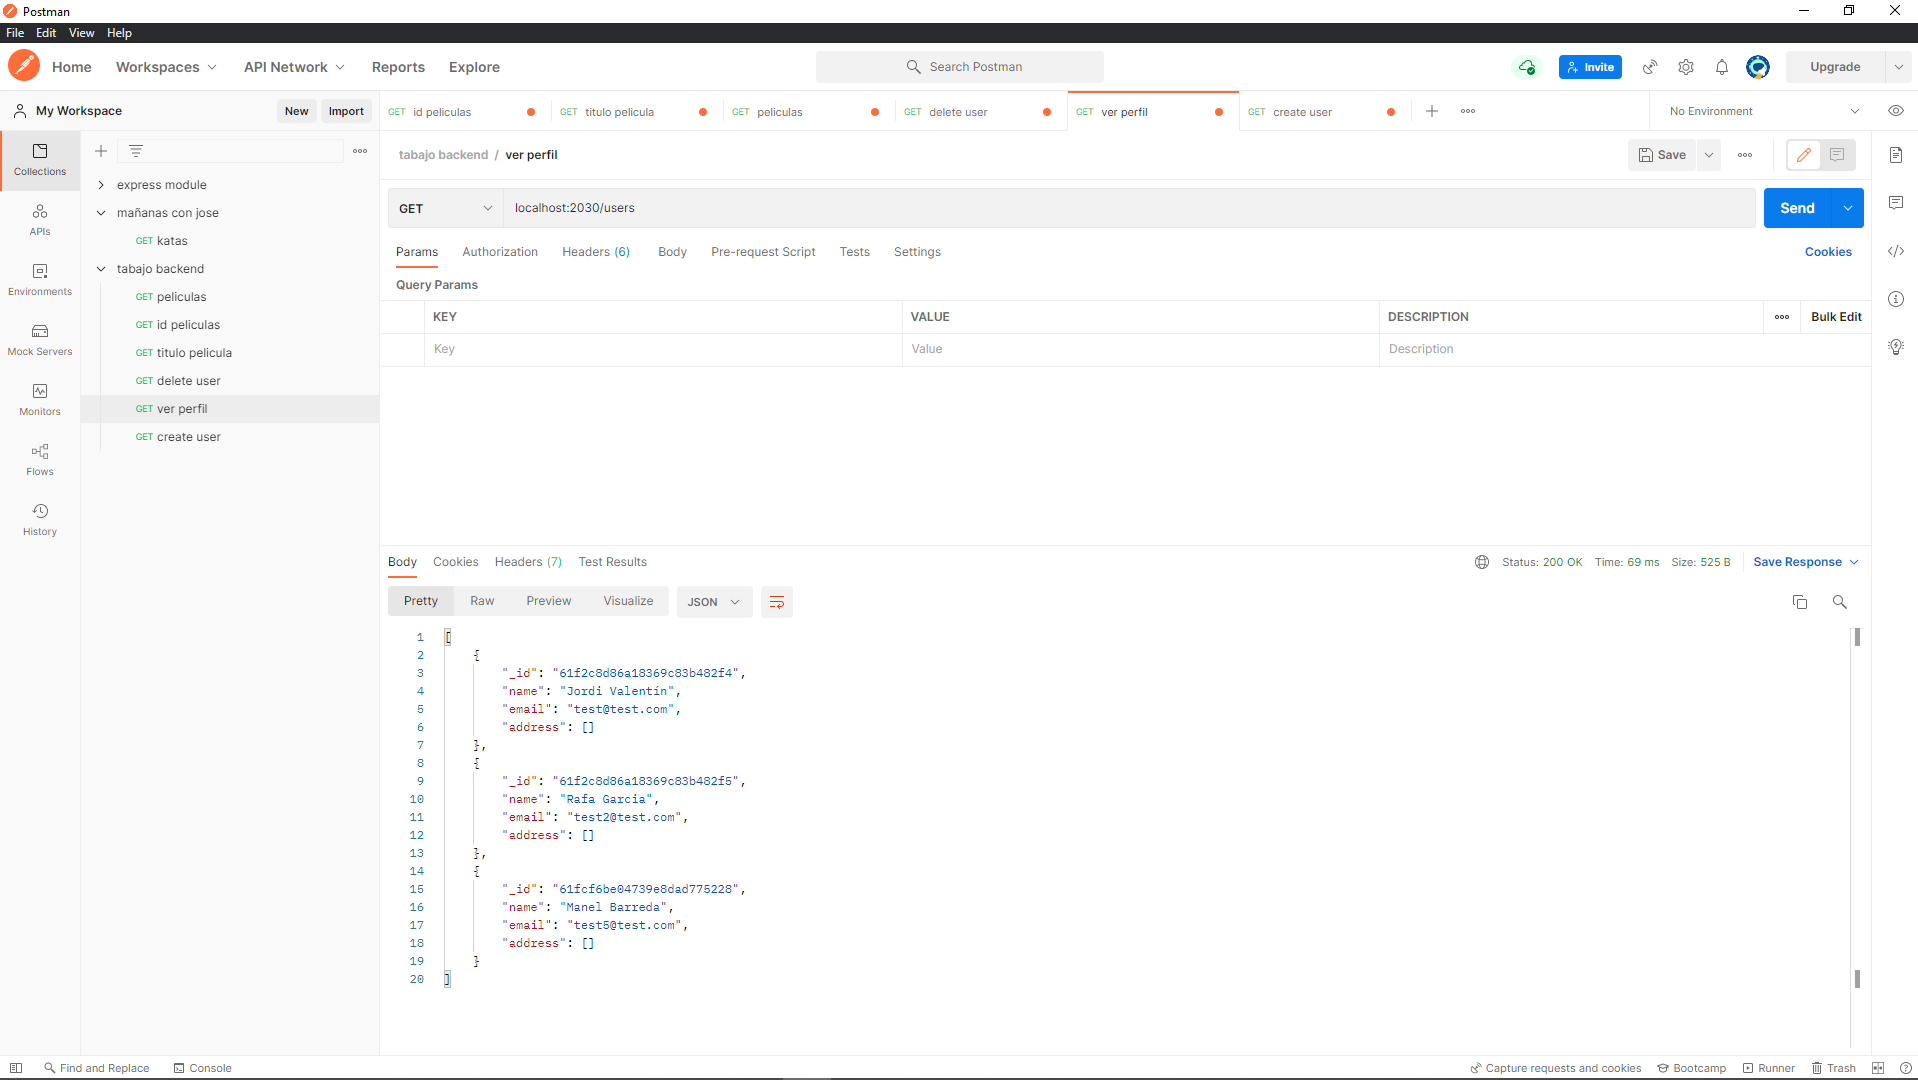 Postman
File Edit View Help
Home Workspaces API Network Reports Explore Search Postman Invite Upgrade
My Workspace New Import
GET id peliculas GET titulo pelicula GET peliculas GET delete user GET ver perfil GET create user No Environment
Collections
APIs
Environments
Mock Servers
Monitors
Flows
History
express module
mañanas con jose
GET katas
tabajo backend
GET peliculas
GET id peliculas
GET titulo pelicula
GET delete user
GET ver perfil
GET create user
tabajo backend / ver perfil Save
GET localhost:2030/users Send
Params Authorization Headers (6) Body Pre-request Script Tests Settings Cookies
Query Params
KEY VALUE DESCRIPTION Bulk Edit
Key Value Description
Body Cookies Headers (7) Test Results Status: 200 OK Time: 69 ms Size: 525 B Save Response
Pretty Raw Preview Visualize JSON
1 [
2 {
3 "_id": "61f2c8d86a18369c83b482f4",
4 "name": "Jordi Valentín",
5 "email": "test@test.com",
6 "address": []
7 },
8 {
9 "_id": "61f2c8d86a18369c83b482f5",
10 "name": "Rafa Garcia",
11 "email": "test2@test.com",
12 "address": []
13 },
14 {
15 "_id": "61fcf6be04739e8dad775228",
16 "name": "Manel Barreda",
17 "email": "test5@test.com",
18 "address": []
19 }
20 ]
Find and Replace Console Capture requests and cookies Bootcamp Runner Trash